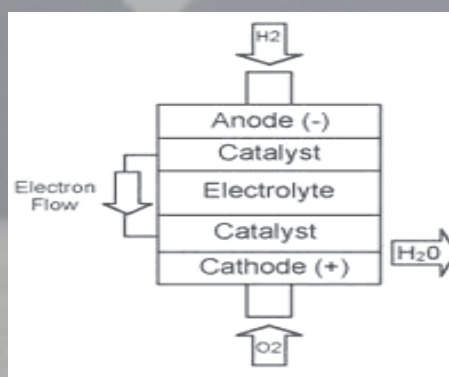 H2
Anode (-)
Catalyst
Electrolyte
Electron
Flow
Catalyst
Cathode (+)
H₂0
O2